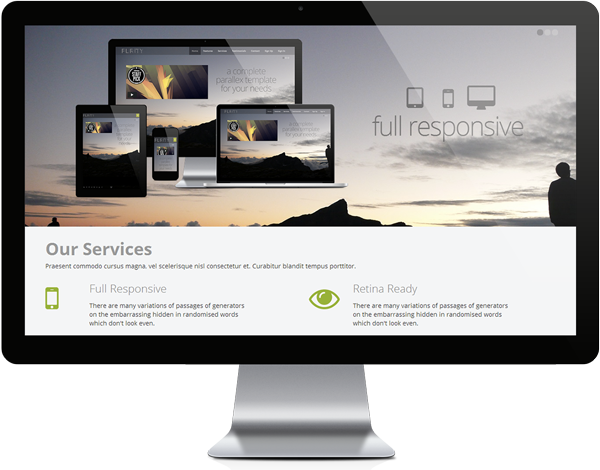 FLATTY
a complete
parallex template
for your needs
full responsive
Our Services
Praesent commodo cursus magna, vel scelerisque nisl consectetur et. Curabitur blandit tempus porttitor.
Full Responsive
There are many variations of passages of generators
on the embarrassing hidden in randomised words
which don't look even.
Retina Ready
There are many variations of passages of generators
on the embarrassing hidden in randomised words
which don't look even.